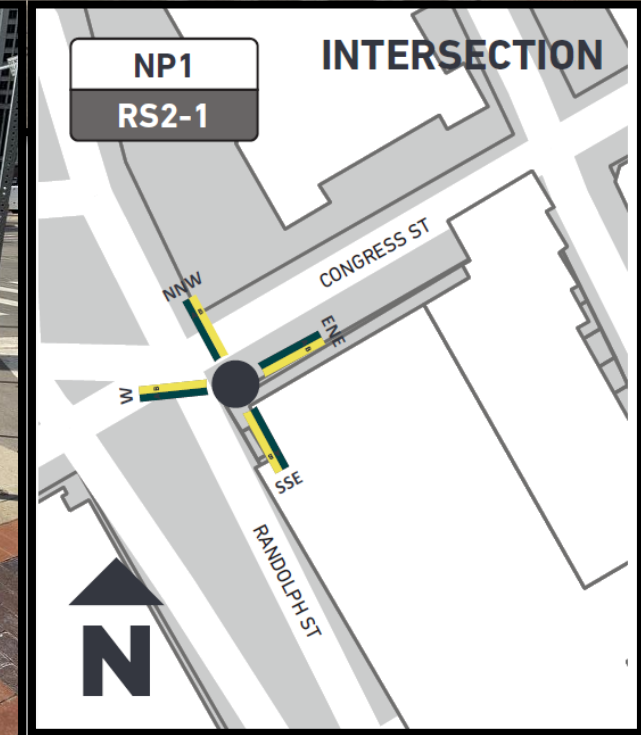 NP1
INTERSECTION
RS2-1
CONGRESS ST
NNW
B
ENE
B
W
B
B
SSE
RANDOLPH ST
N